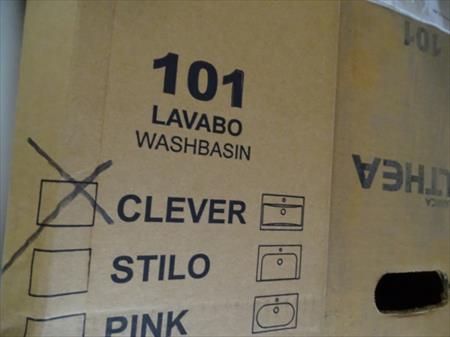 101
LAVABO
WASHBASIN
CLEVER
STILO
PINK
101